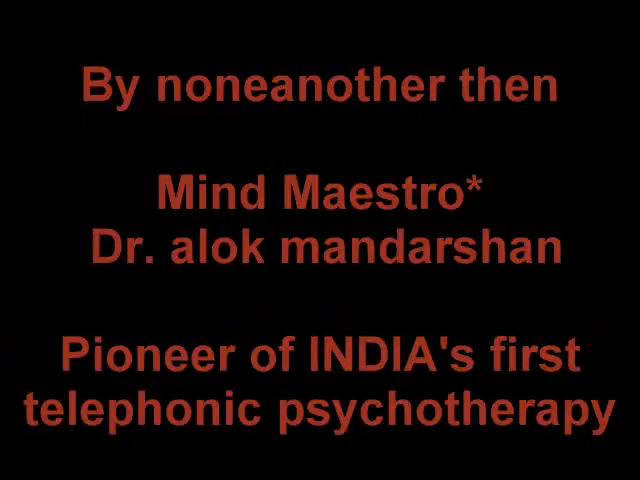 By noneanother then
Mind Maestro*
Dr. alok mandarshan
Pioneer of INDIA's first
telephonic psychotherapy